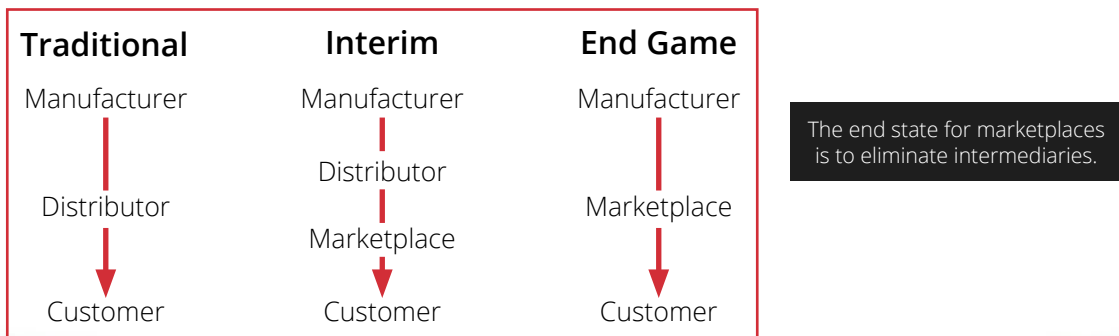 Traditional
Manufacturer
Distributor
Customer
Interim
Manufacturer
Distributor
Marketplace
Customer
End Game
Manufacturer
Marketplace
Customer
The end state for marketplaces
is to eliminate intermediaries.